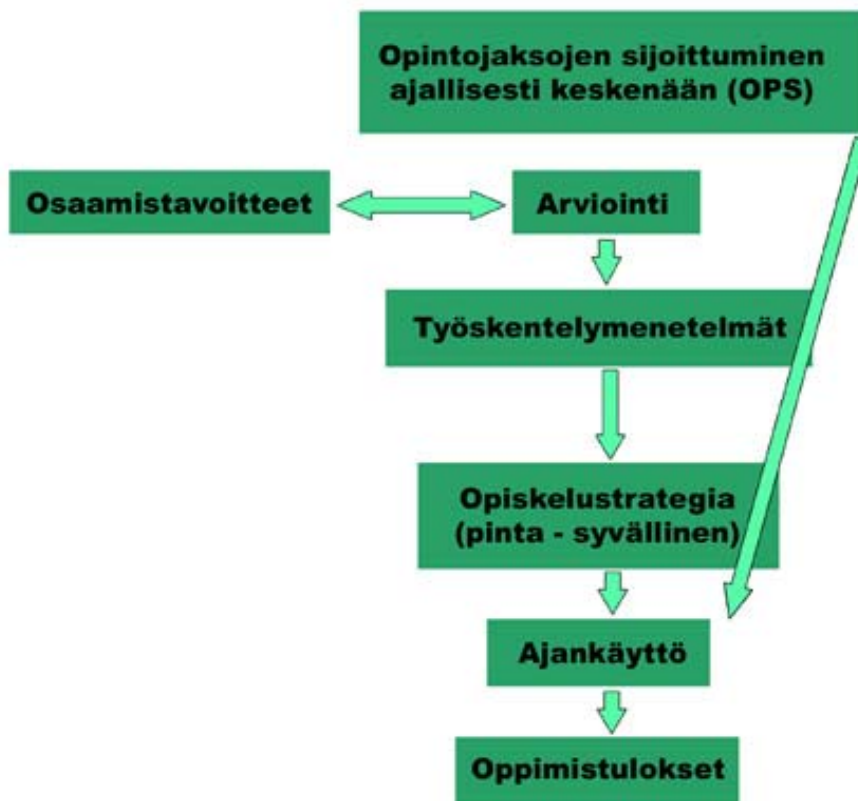 Opintojaksojen sijoittuminen
ajallisesti keskenään (OPS)
Osaamistavoitteet
Arviointi
Työskentelymenetelmät
Opiskelustrategia
(pinta - syvällinen)
Ajankäyttö
Oppimistulokset